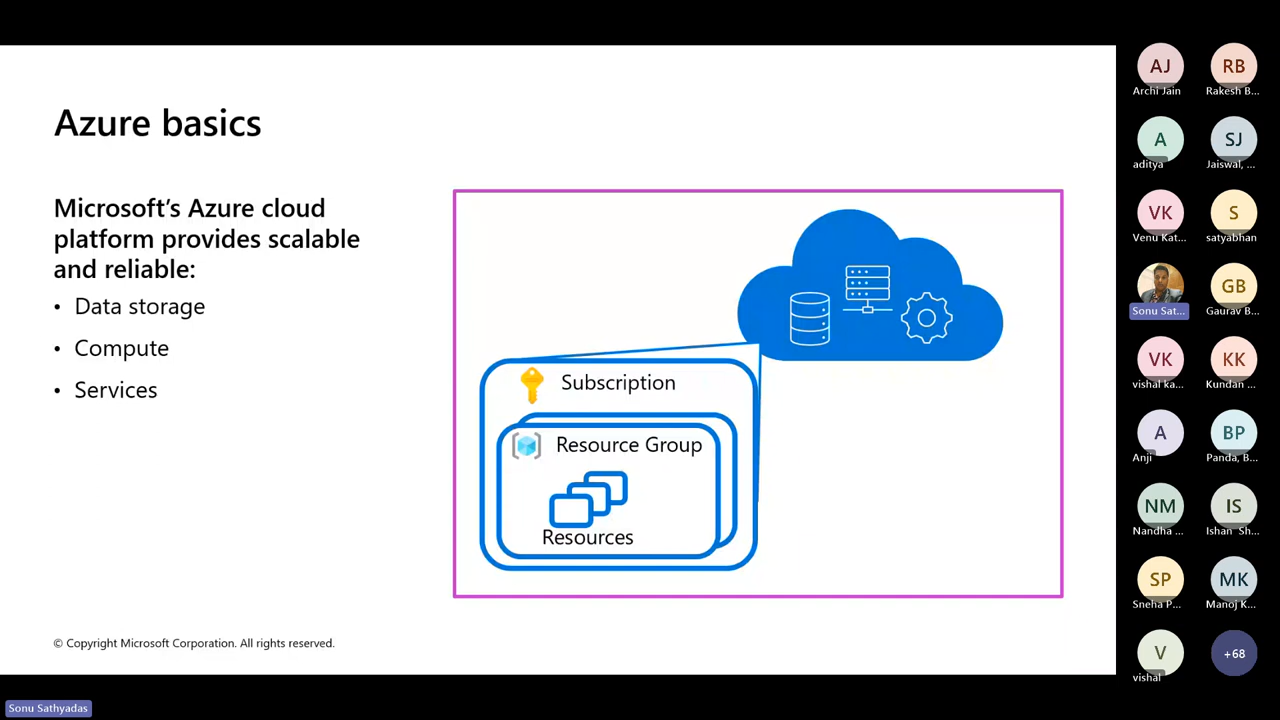 Azure basics
Microsoft's Azure cloud
platform provides scalable
and reliable:
• Data storage
• Compute
• Services
Subscription
Resource Group
Resources
© Copyright Microsoft Corporation. All rights reserved.
Sonu Sathyadas
AJ
Archi Jain
RB
Rakesh B...
A
aditya
SJ
Jaiswal, ...
VK
Venu Kat...
S
satyabhan
Sonu Sat...
GB
Gaurav B...
VK
vishal ka...
KK
Kundan ...
A
Anji
BP
Panda, B...
NM
Nandha ...
IS
Ishan Sh...
SP
Sneha P...
MK
Manoj K...
V
vishal
+68